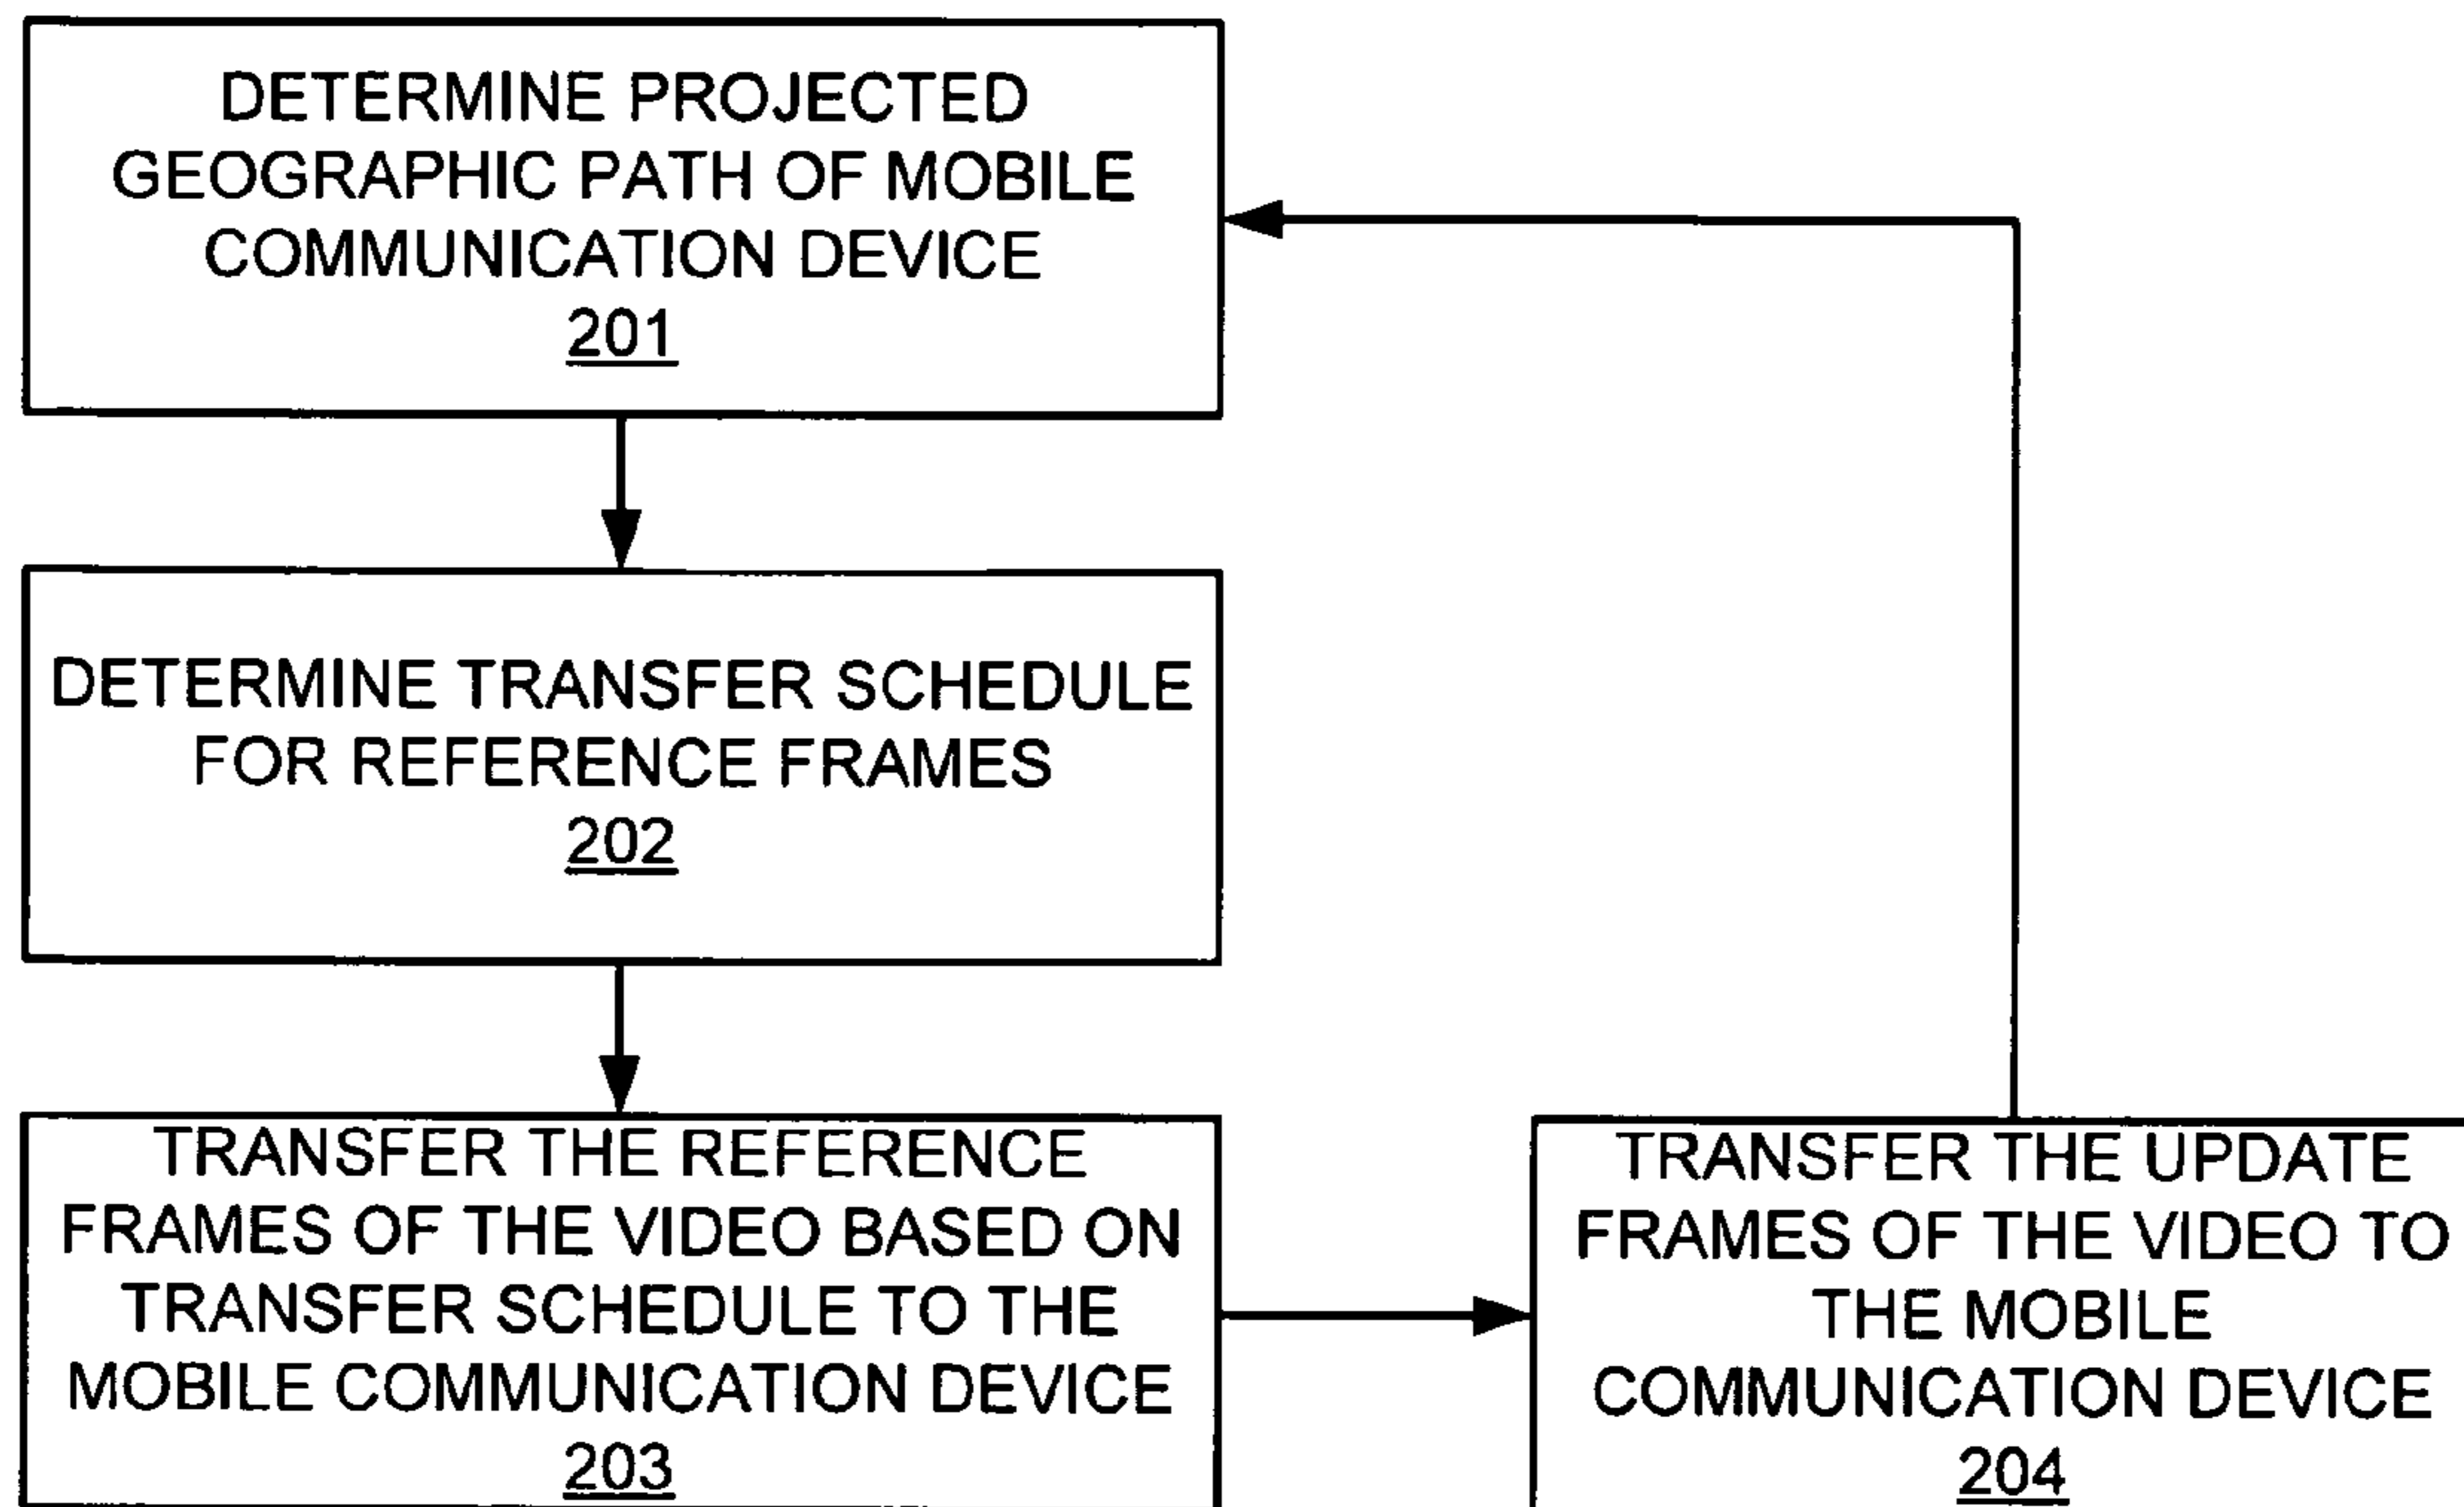 DETERMINE PROJECTED
GEOGRAPHIC PATH OF MOBILE
COMMUNICATION DEVICE
201
DETERMINE TRANSFER SCHEDULE
FOR REFERENCE FRAMES
202
TRANSFER THE REFERENCE
FRAMES OF THE VIDEO BASED ON
TRANSFER SCHEDULE TO THE
MOBILE COMMUNICATION DEVICE
203
TRANSFER THE UPDATE
FRAMES OF THE VIDEO TO
THE MOBILE
COMMUNICATION DEVICE
204